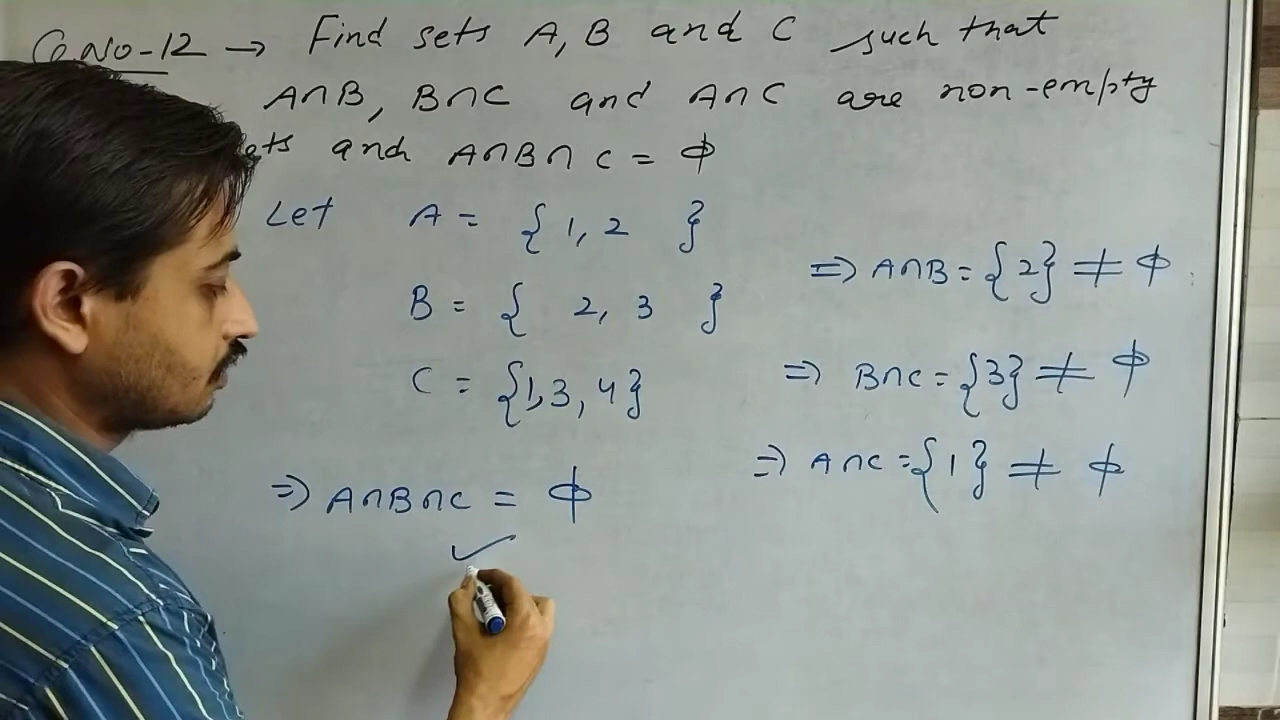 Q No-12 → Find sets A, B and C such that
A∩B, B∩C and A∩C are non-empty
ets and A∩B∩C = ϕ
Let A = { 1, 2 }
B = { 2, 3 }
C = {1,3,4}
⇒ A∩B = {2} ≠ ϕ
⇒ B∩C = {3} ≠ ϕ
⇒ A∩C = {1} ≠ ϕ
⇒ A∩B∩C = ϕ
✓